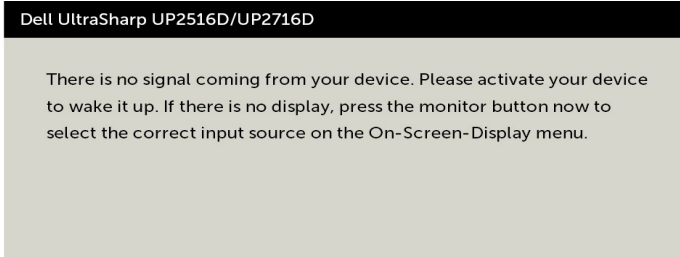 Dell UltraSharp UP2516D/UP2716D
There is no signal coming from your device. Please activate your device
to wake it up. If there is no display, press the monitor button now to
select the correct input source on the On-Screen-Display menu.